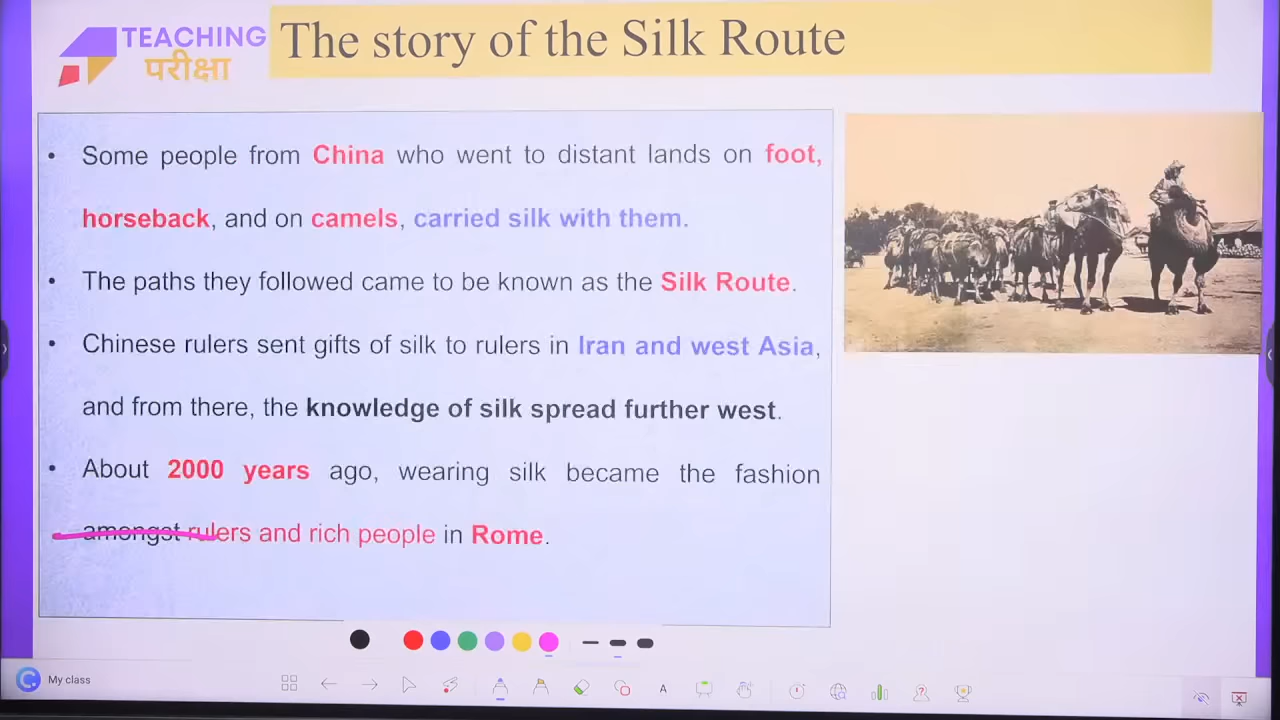 TEACHING
परीक्षा
The story of the Silk Route
• Some people from China who went to distant lands on foot,
horseback, and on camels, carried silk with them.
• The paths they followed came to be known as the Silk Route.
• Chinese rulers sent gifts of silk to rulers in Iran and west Asia,
and from there, the knowledge of silk spread further west.
• About 2000 years ago, wearing silk became the fashion
amongst rulers and rich people in Rome.
My class
A